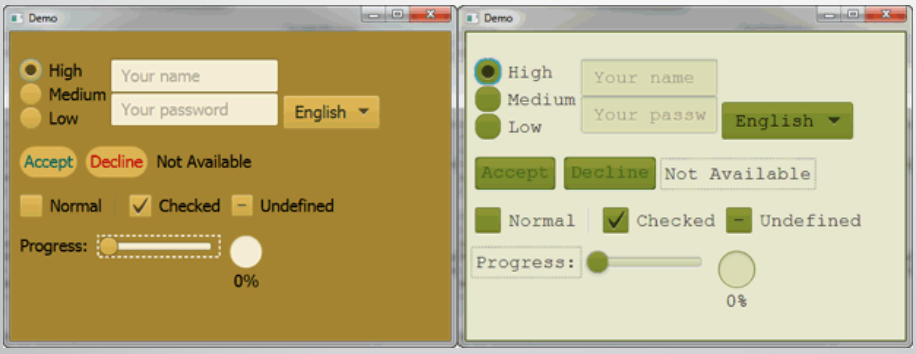 Demo
High
Your name
Medium
Your password
Low
English
Accept Decline Not Available
Normal Checked Undefined
Progress:
0%
Demo
High
Your name
Medium
Your passw
Low
English
Accept Decline Not Available
Normal Checked Undefined
Progress:
0%